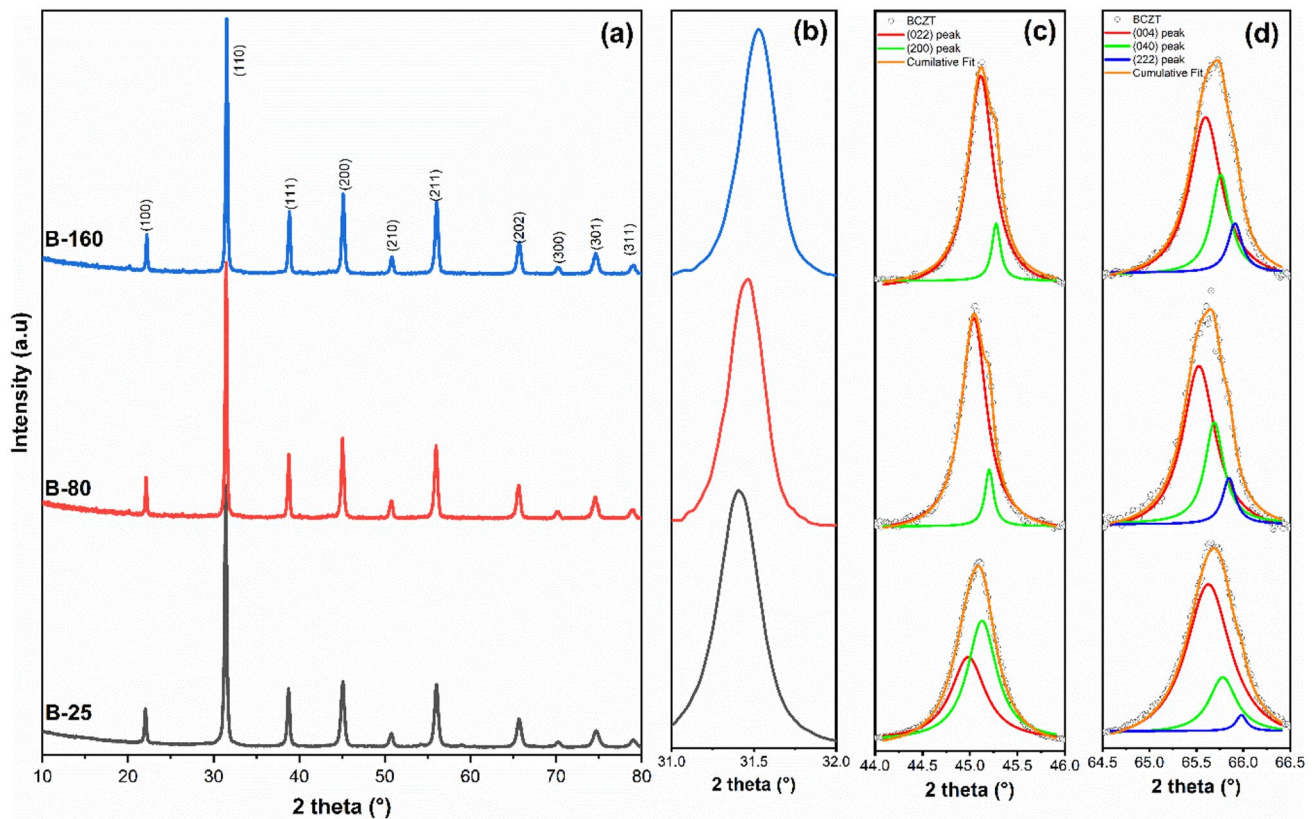 (a)
(b)
(c)
(d)
BCZT
(022) peak
(200) peak
Cumilative Fit
BCZT
(004) peak
(040) peak
(222) peak
Cumulative Fit
(100)
(110)
(111)
(200)
(210)
(211)
(202)
(300)
(301)
(311)
B-160
B-80
B-25
Intensity (a.u)
10 20 30 40 50 60 70 80
31.0 31.5 32.0
44.0 44.5 45.0 45.5 46.0
64.5 65.0 65.5 66.0 66.5
2 theta (°)
2 theta (°)
2 theta (°)
2 theta (°)